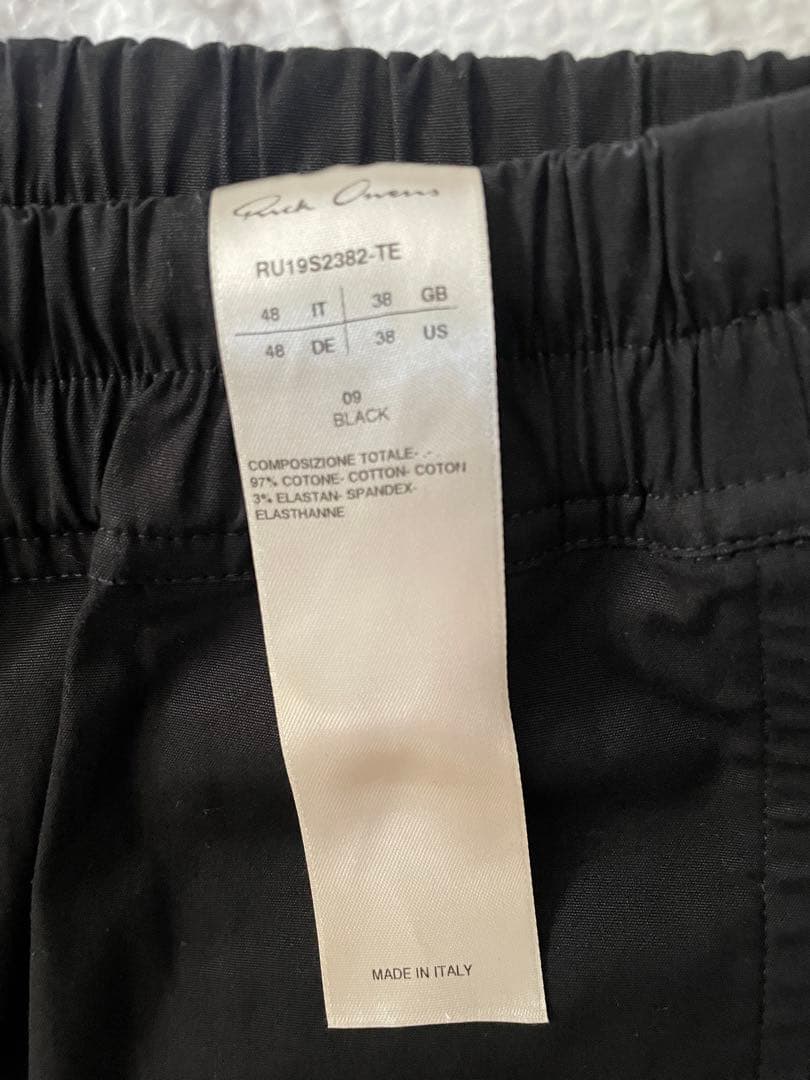 Rick Owens
RU19S2382-TE
48 IT 38 GB
48 DE 38 US
09
BLACK
COMPOSIZIONE TOTALE- .- .
97% COTONE- COTTON- COTON
3% ELASTAN- SPANDEX-
ELASTHANNE
MADE IN ITALY